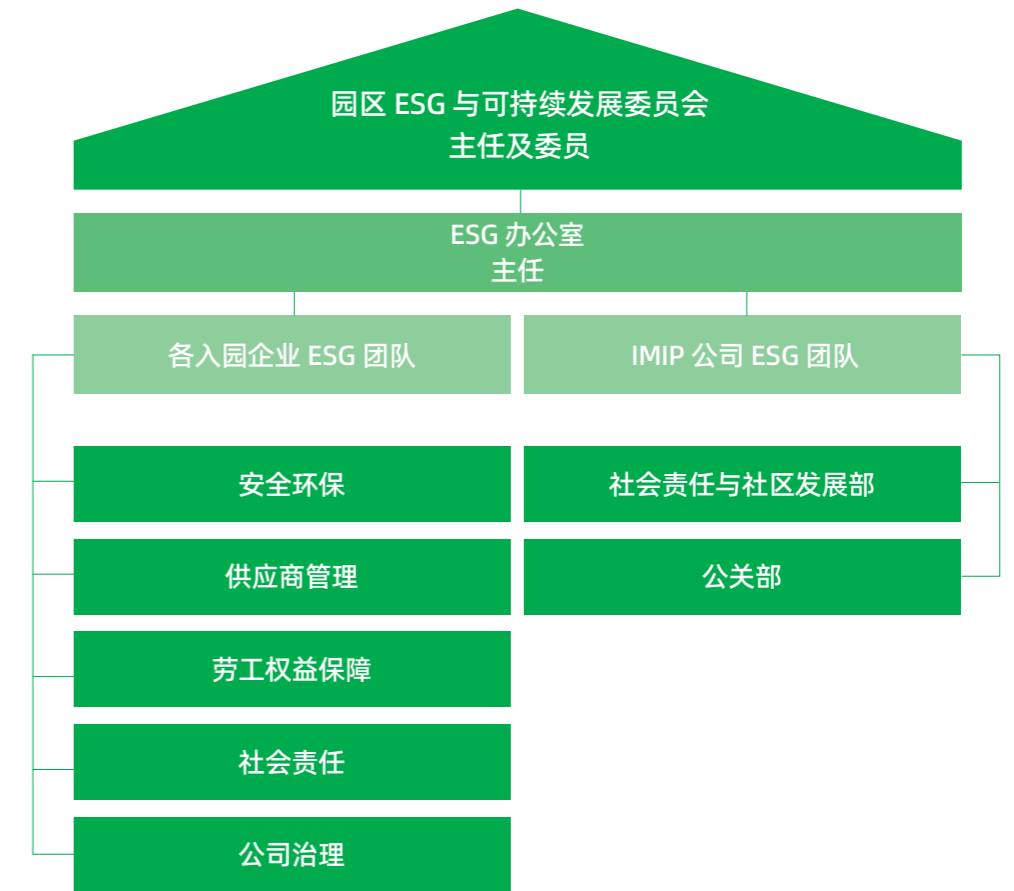 园区 ESG 与可持续发展委员会
主任及委员
ESG 办公室
主任
各入园企业 ESG 团队
IMIP 公司 ESG 团队
安全环保
社会责任与社区发展部
供应商管理
公关部
劳工权益保障
社会责任
公司治理